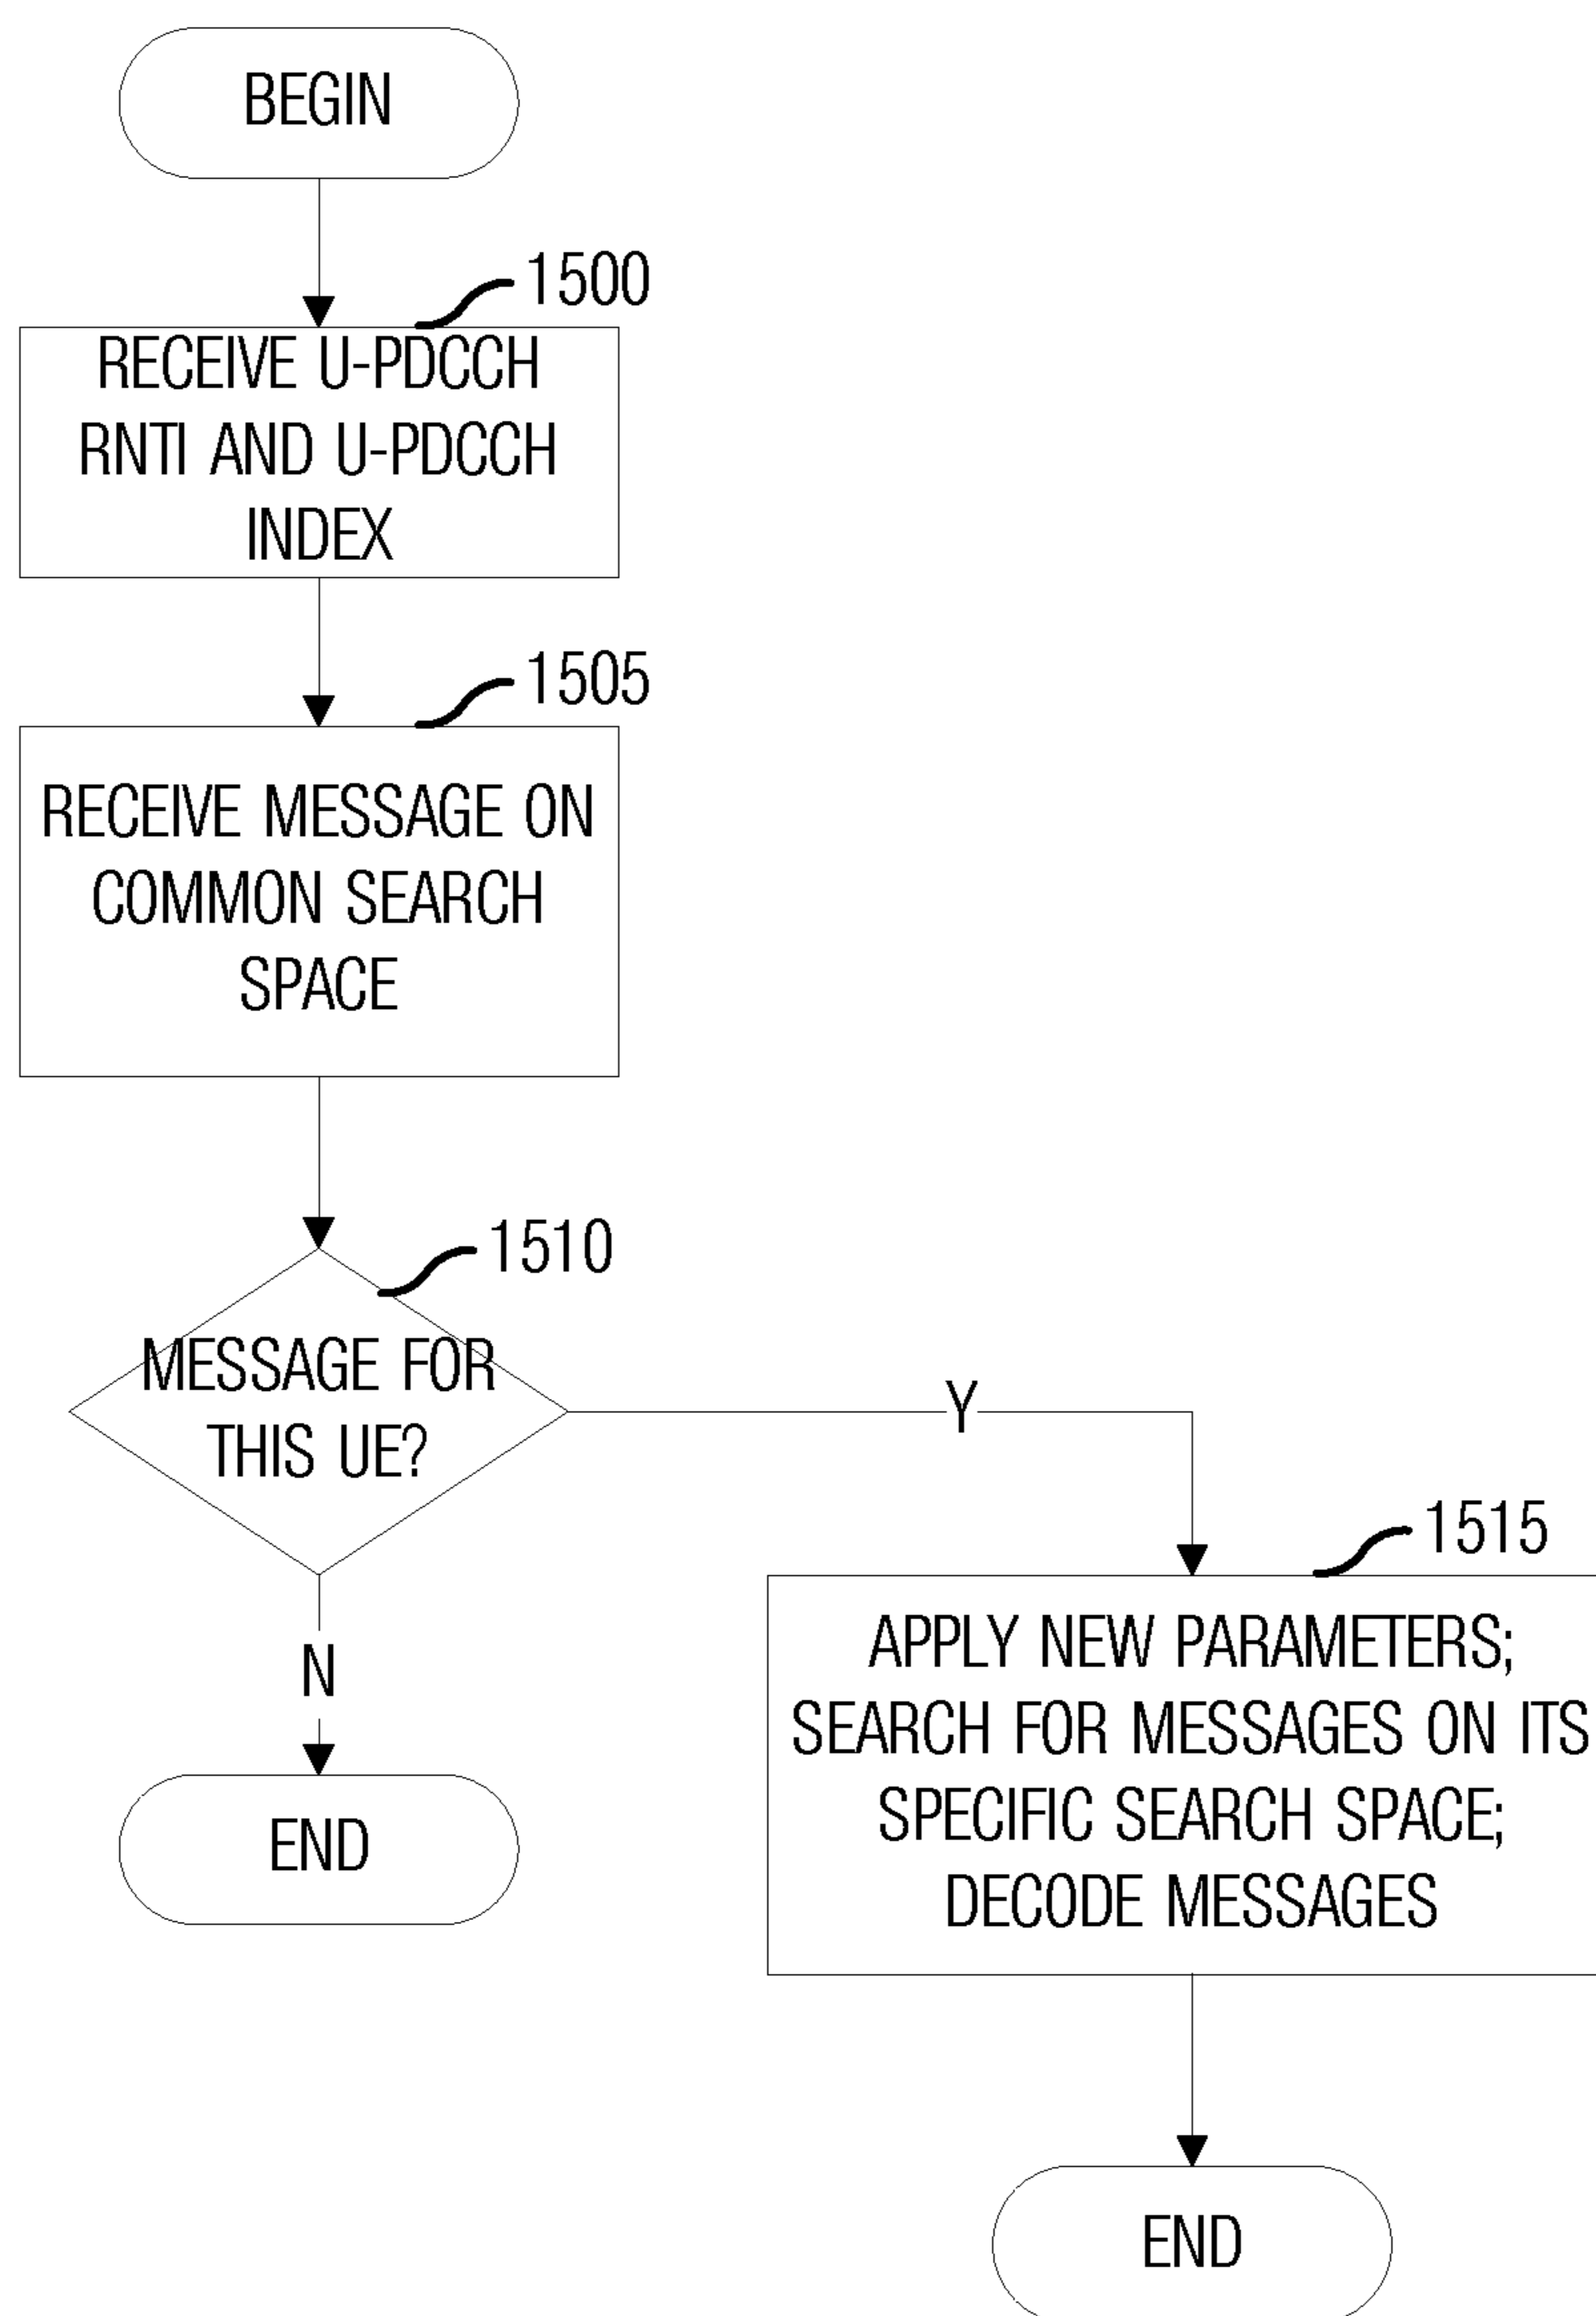 BEGIN
1500
RECEIVE U-PDCCH
RNTI AND U-PDCCH
INDEX
1505
RECEIVE MESSAGE ON
COMMON SEARCH
SPACE
1510
MESSAGE FOR
THIS UE?
Y
N
END
1515
APPLY NEW PARAMETERS;
SEARCH FOR MESSAGES ON ITS
SPECIFIC SEARCH SPACE;
DECODE MESSAGES
END